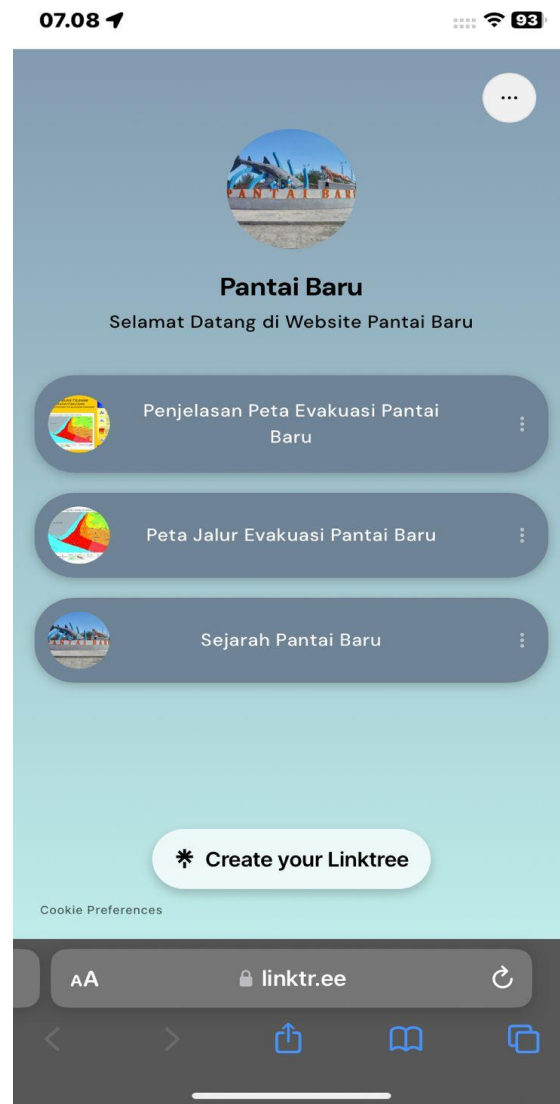 07.08
93
...
PANTAI BARU
Pantai Baru
Selamat Datang di Website Pantai Baru
Penjelasan Peta Evakuasi Pantai
Baru
Peta Jalur Evakuasi Pantai Baru
Sejarah Pantai Baru
Create your Linktree
Cookie Preferences
AA
linktr.ee